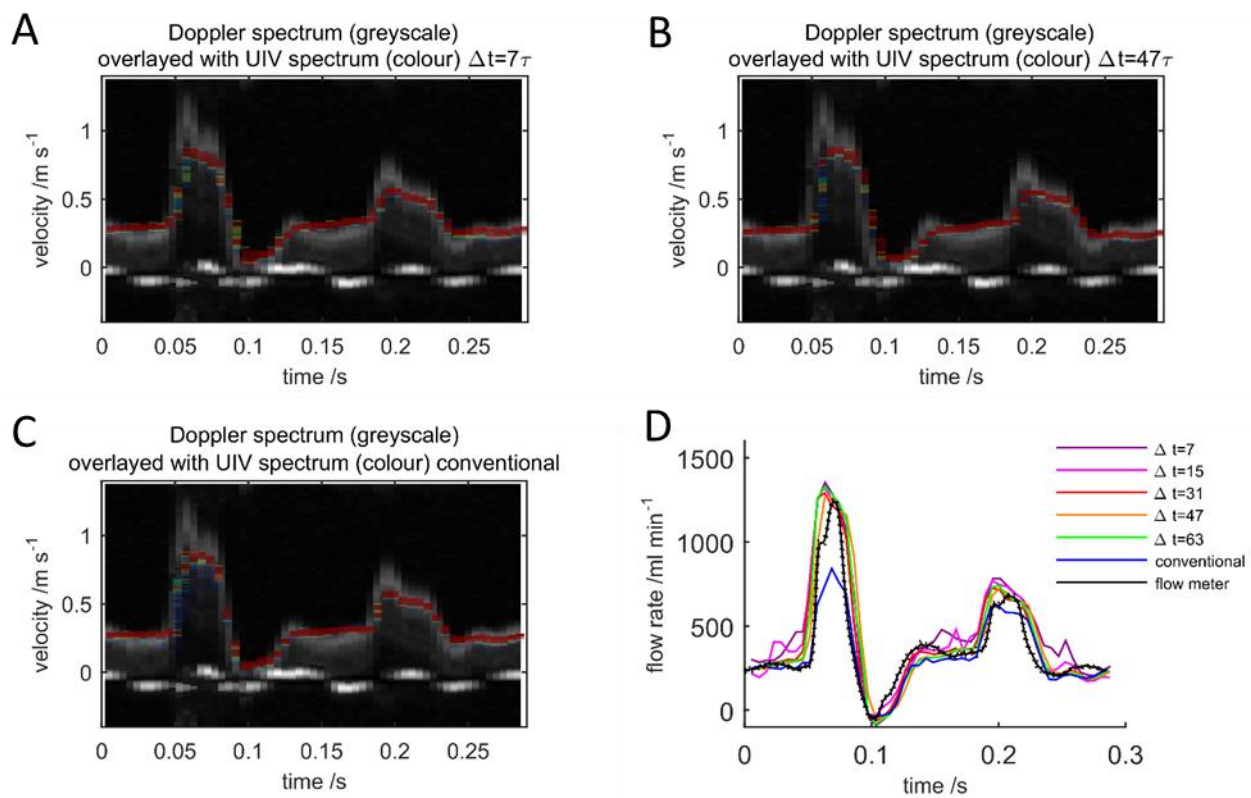 A
Doppler spectrum (greyscale)
overlayed with UIV spectrum (colour) Δt=7τ
velocity /m s⁻¹
1
0.5
0
0
0.05
0.1
0.15
0.2
0.25
time /s
B
Doppler spectrum (greyscale)
overlayed with UIV spectrum (colour) Δt=47τ
velocity /m s⁻¹
1
0.5
0
0
0.05
0.1
0.15
0.2
0.25
time /s
C
Doppler spectrum (greyscale)
overlayed with UIV spectrum (colour) conventional
velocity /m s⁻¹
1
0.5
0
0
0.05
0.1
0.15
0.2
0.25
time /s
D
flow rate /ml min⁻¹
1500
1000
500
0
0
0.1
0.2
0.3
time /s
Δ t=7
Δ t=15
Δ t=31
Δ t=47
Δ t=63
conventional
flow meter